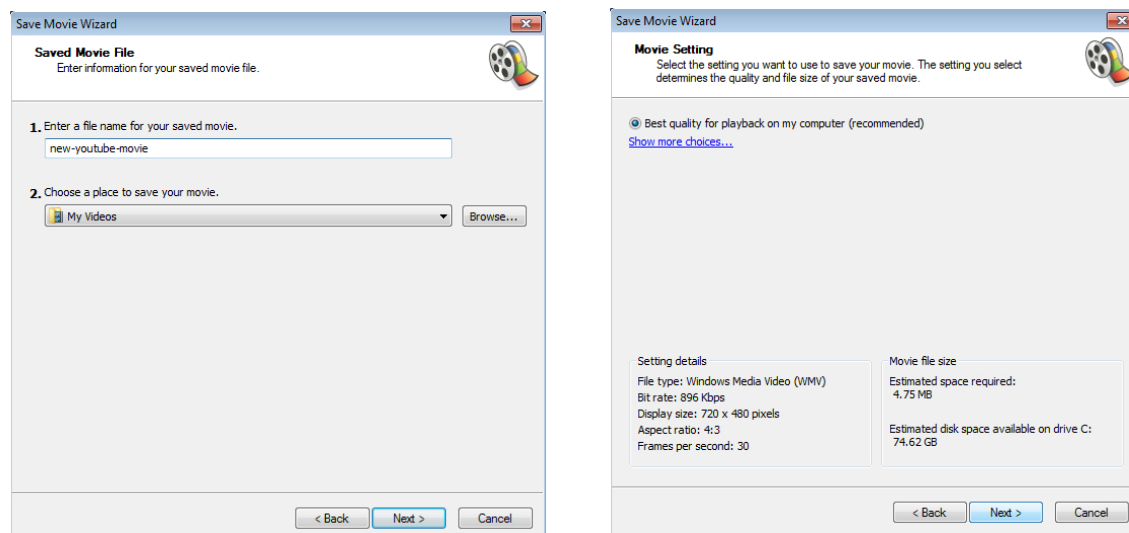 Save Movie Wizard
Saved Movie File
Enter information for your saved movie file.
1. Enter a file name for your saved movie.
new-youtube-movie
2. Choose a place to save your movie.
My Videos
Browse...
< Back
Next >
Cancel
Save Movie Wizard
Movie Setting
Select the setting you want to use to save your movie. The setting you select
determines the quality and file size of your saved movie.
Best quality for playback on my computer (recommended)
Show more choices...
Setting details
File type: Windows Media Video (WMV)
Bit rate: 896 Kbps
Display size: 720 x 480 pixels
Aspect ratio: 4:3
Frames per second: 30
Movie file size
Estimated space required:
4.75 MB
Estimated disk space available on drive C:
74.62 GB
< Back
Next >
Cancel